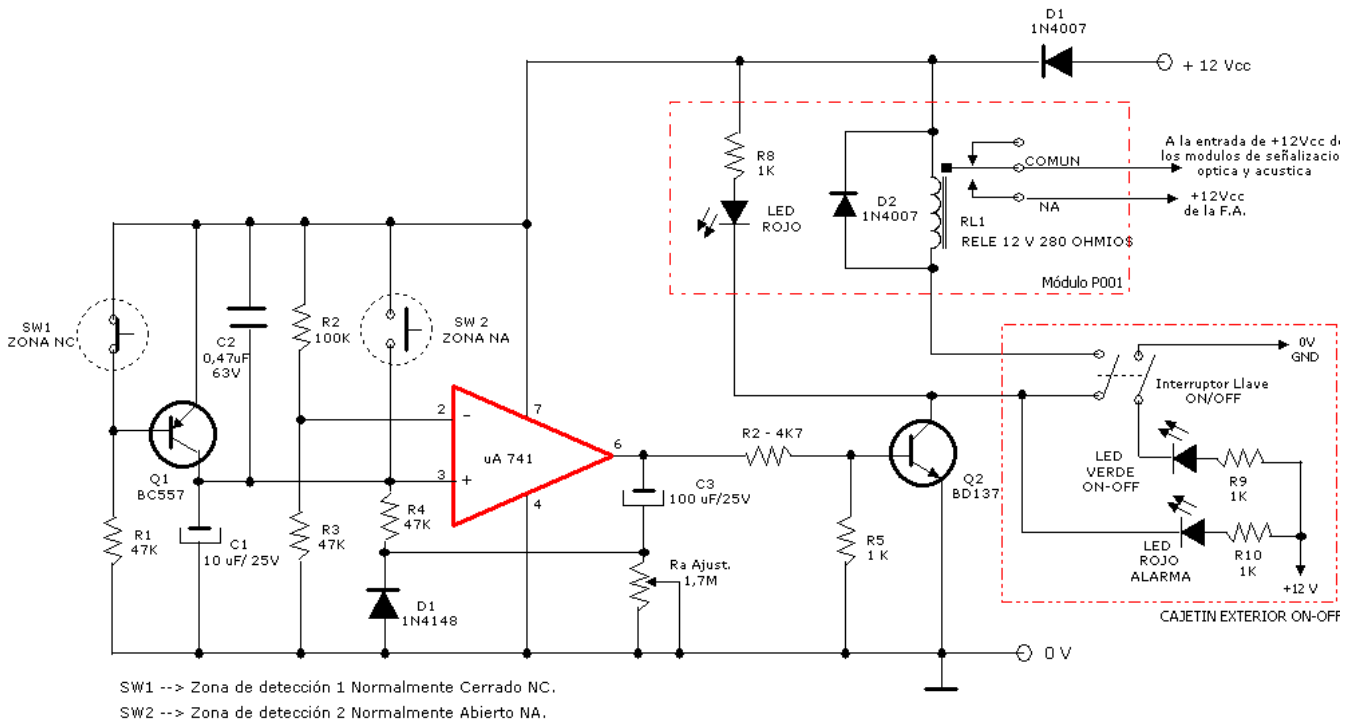 D1
1N4007
+ 12 Vcc
R8
1K
LED
ROJO
D2
1N4007
COMUN
NA
RL1
RELE 12 V 280 OHMIOS
Módulo P001
A la entrada de +12Vcc de
los modulos de señalizacio
optica y acustica
+12Vcc
de la F.A.
SW1
ZONA NC
C2
0,47uF
63V
R2
100K
SW 2
ZONA NA
2
-
7
uA 741
6
3
+
4
Q1
BC557
R1
47K
C1
10 uF/ 25V
R3
47K
R4
47K
D1
1N4148
C3
100 uF/25V
Ra Ajust.
1,7M
R2 - 4K7
R5
1 K
Q2
BD137
0V
GND
Interruptor Llave
ON/OFF
LED
VERDE
ON-OFF
R9
1K
LED
ROJO
ALARMA
R10
1K
+12 V
CAJETIN EXTERIOR ON-OFF
0 V
SW1 --> Zona de detección 1 Normalmente Cerrado NC.
SW2 --> Zona de detección 2 Normalmente Abierto NA.